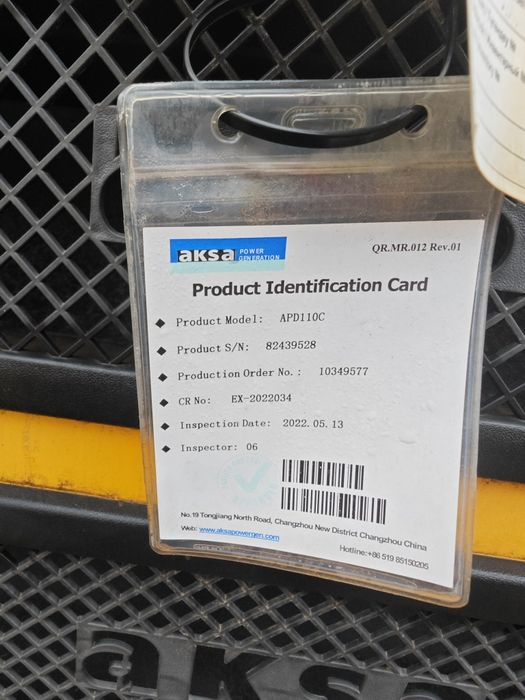 aksa POWER GENERATION
QR.MR.012 Rev.01
Product Identification Card
◆ Product Model: APD110C
◆ Product S/N: 82439528
◆ Production Order No.: 10349577
◆ CR No: EX-2022034
◆ Inspection Date: 2022.05.13
◆ Inspector: 06
No.19 Tongjiang North Road, Changzhou New District Changzhou China
Web: www.aksapowergen.com
Hotline:+86 519 85150205
aksa